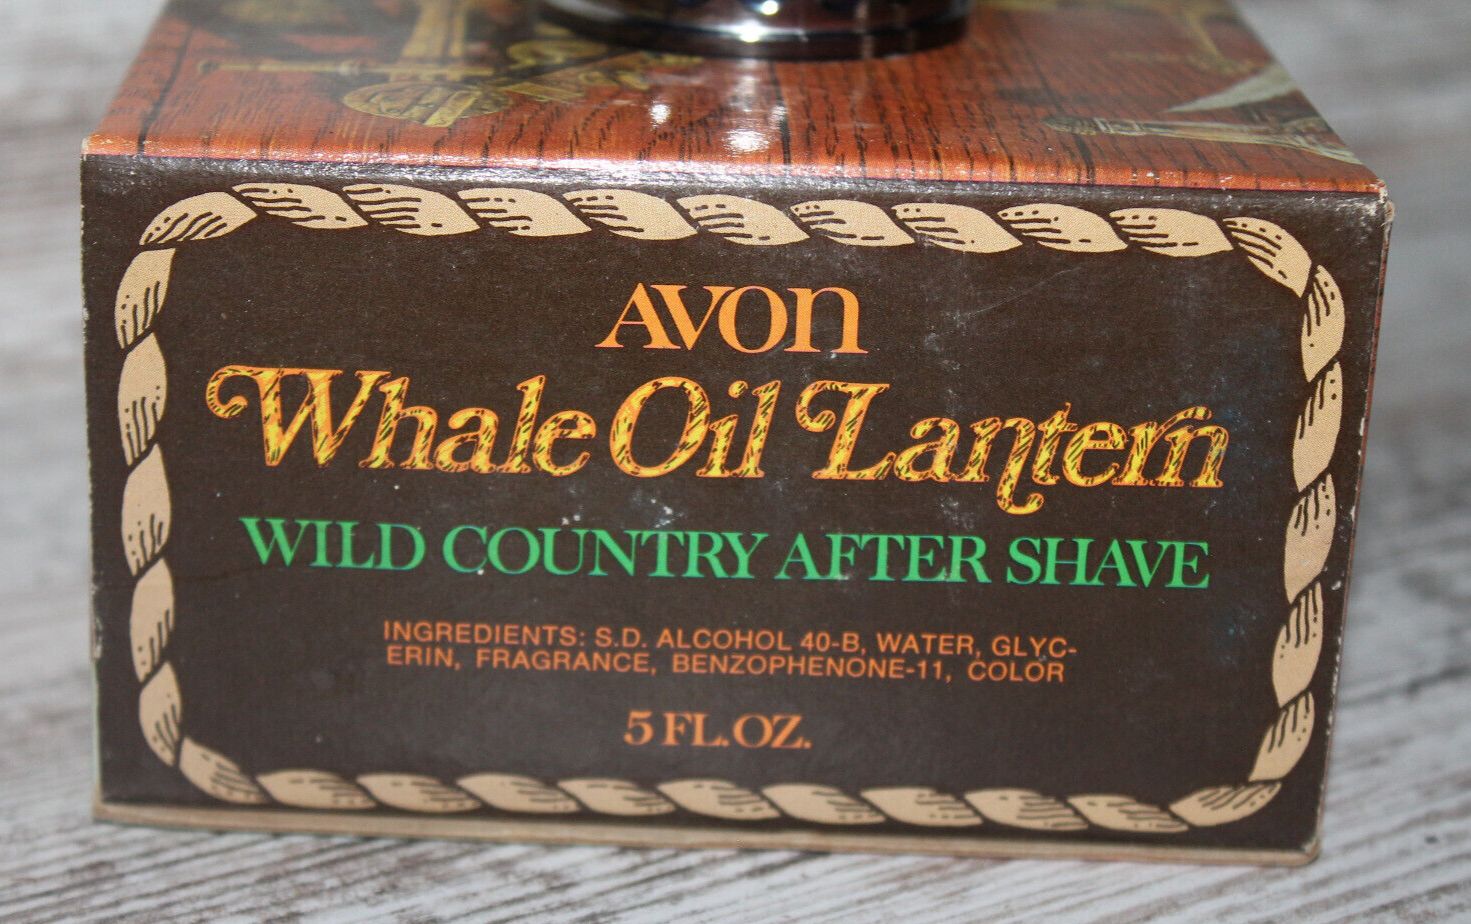 AVON
Whale Oil Lantern
WILD COUNTRY AFTER SHAVE
INGREDIENTS: S.D. ALCOHOL 40-B, WATER, GLYC-
ERIN, FRAGRANCE, BENZOPHENONE-11, COLOR
5 FL. OZ.